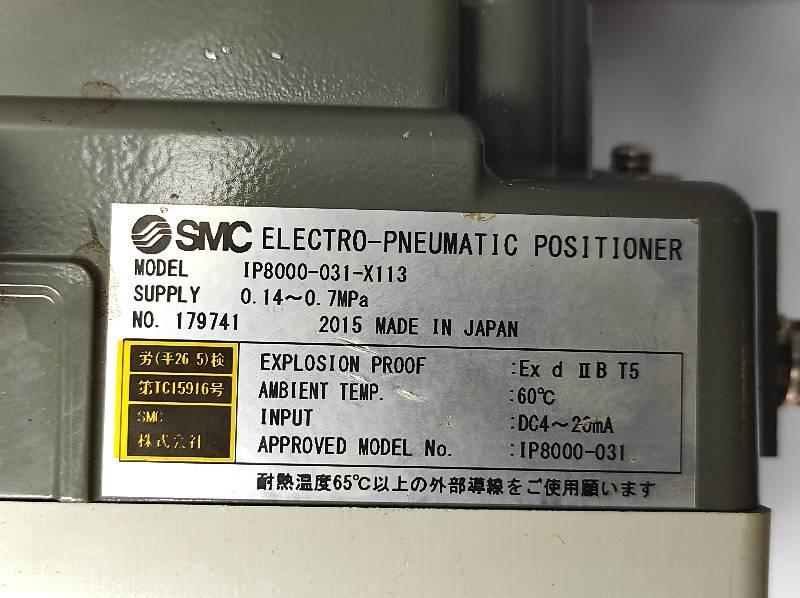 SMC ELECTRO-PNEUMATIC POSITIONER
MODEL IP8000-031-X113
SUPPLY 0.14～0.7MPa
NO. 179741 2015 MADE IN JAPAN
労(平26 5)検
第TC15916号
SMC
株式会社
EXPLOSION PROOF :Ex d ⅡB T5
AMBIENT TEMP. :60℃
INPUT :DC4～20mA
APPROVED MODEL No. :IP8000-031
耐熱温度65℃以上の外部導線をご使用願います